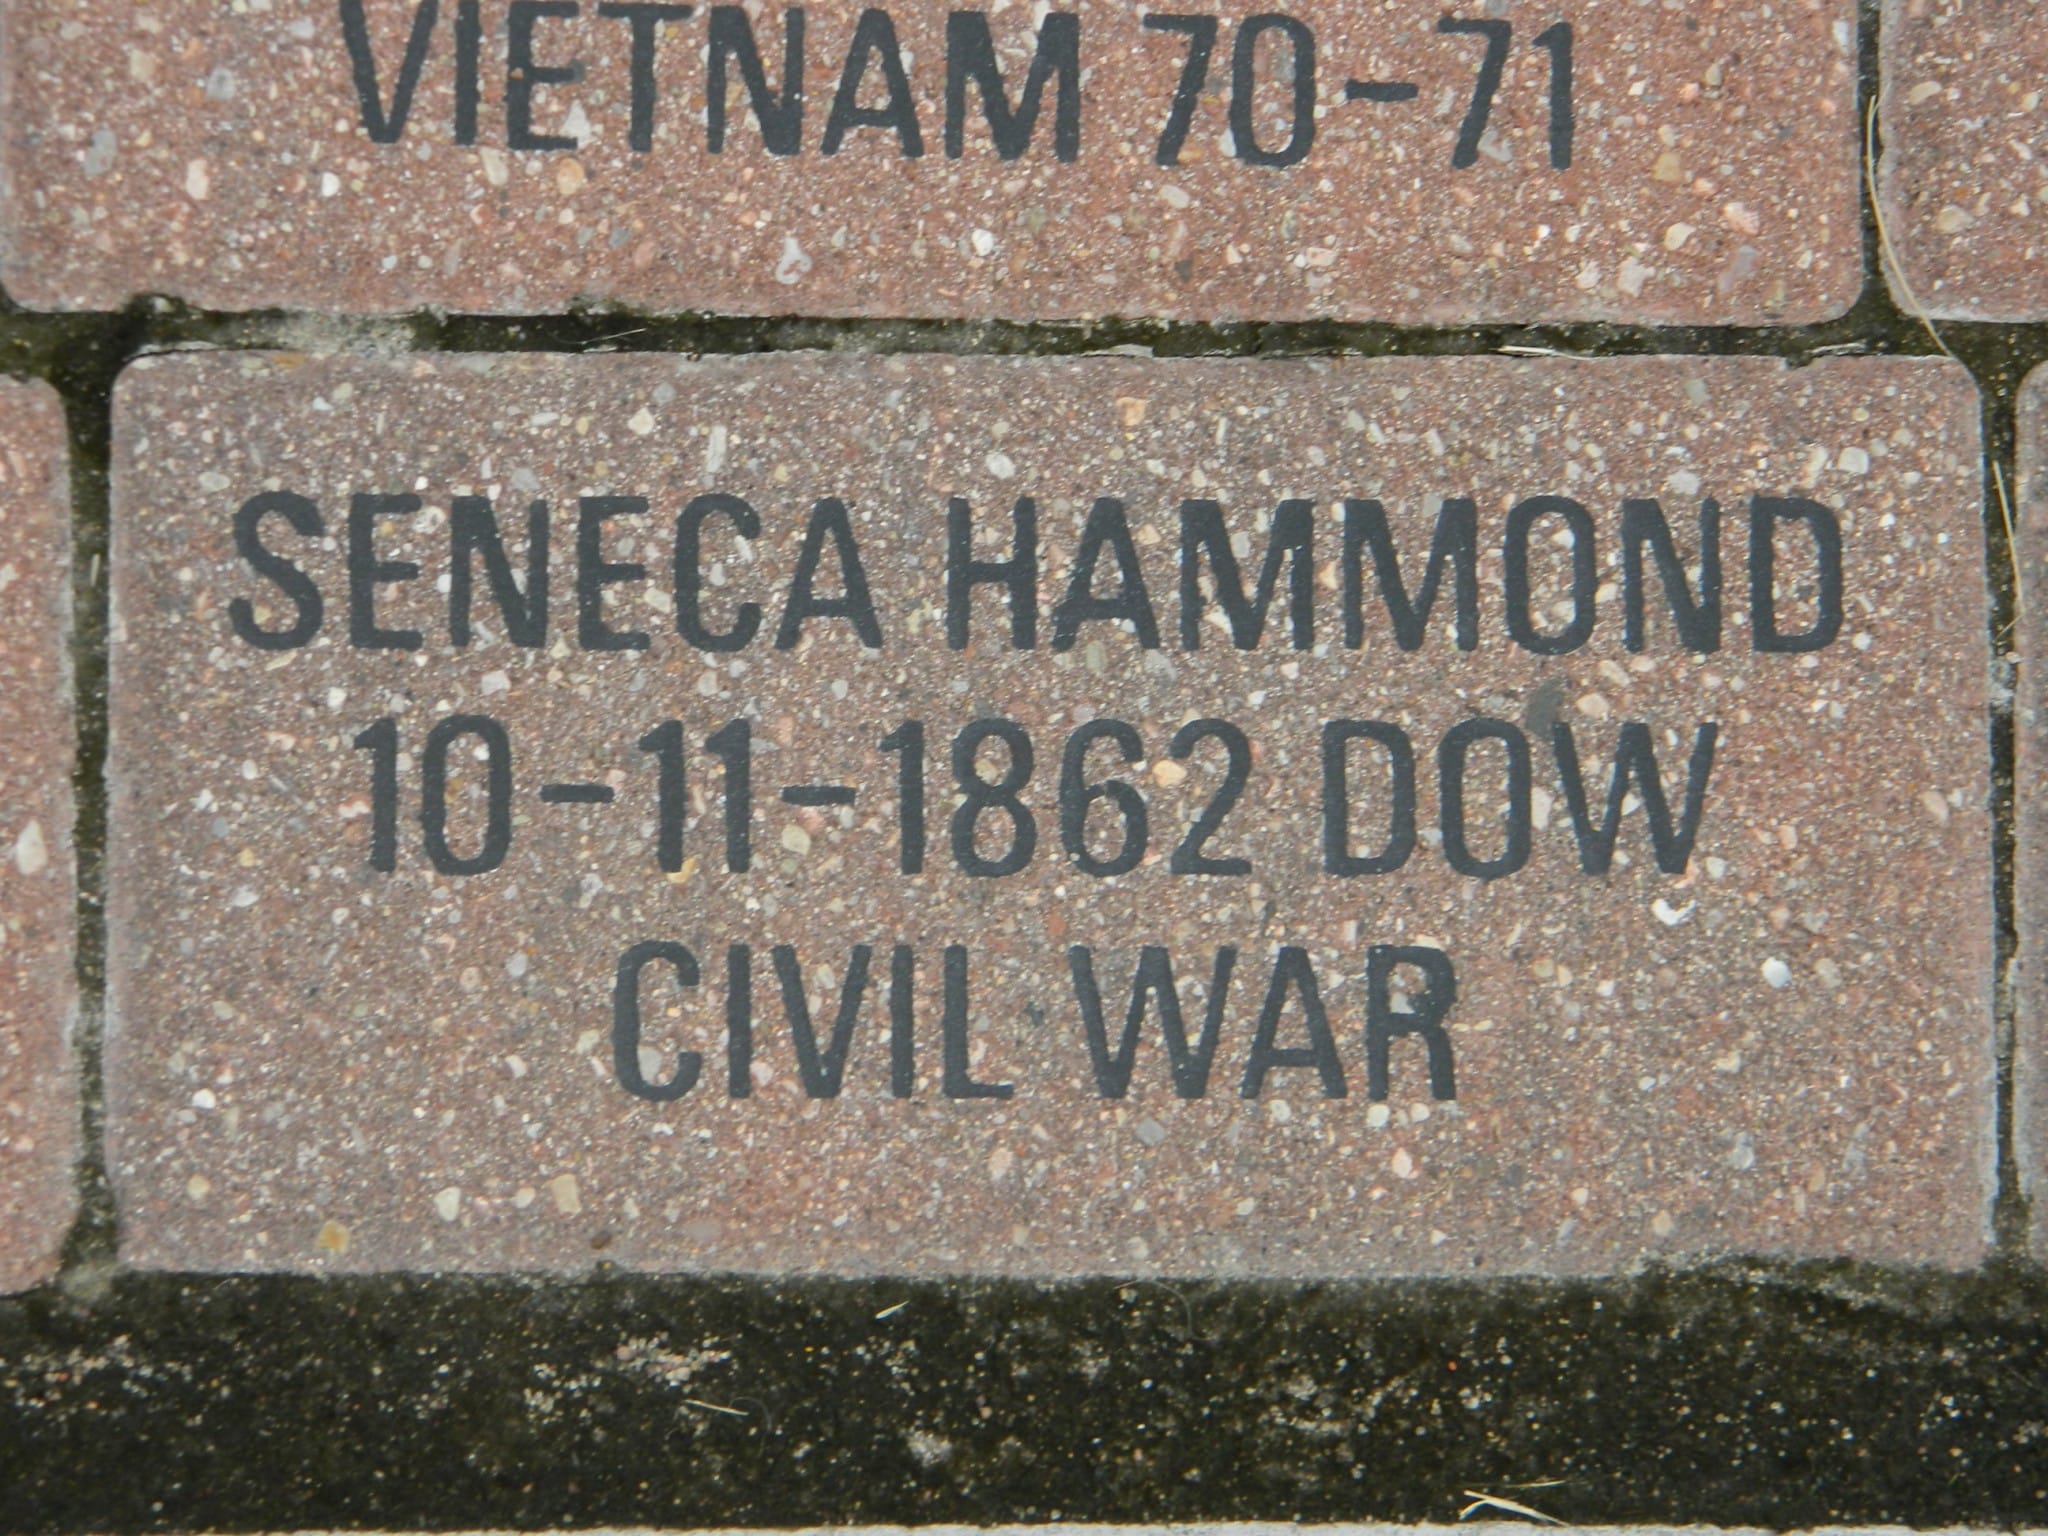 VIETNAM 70-71
SENECA HAMMOND
10-11-1862 DOW
CIVIL WAR